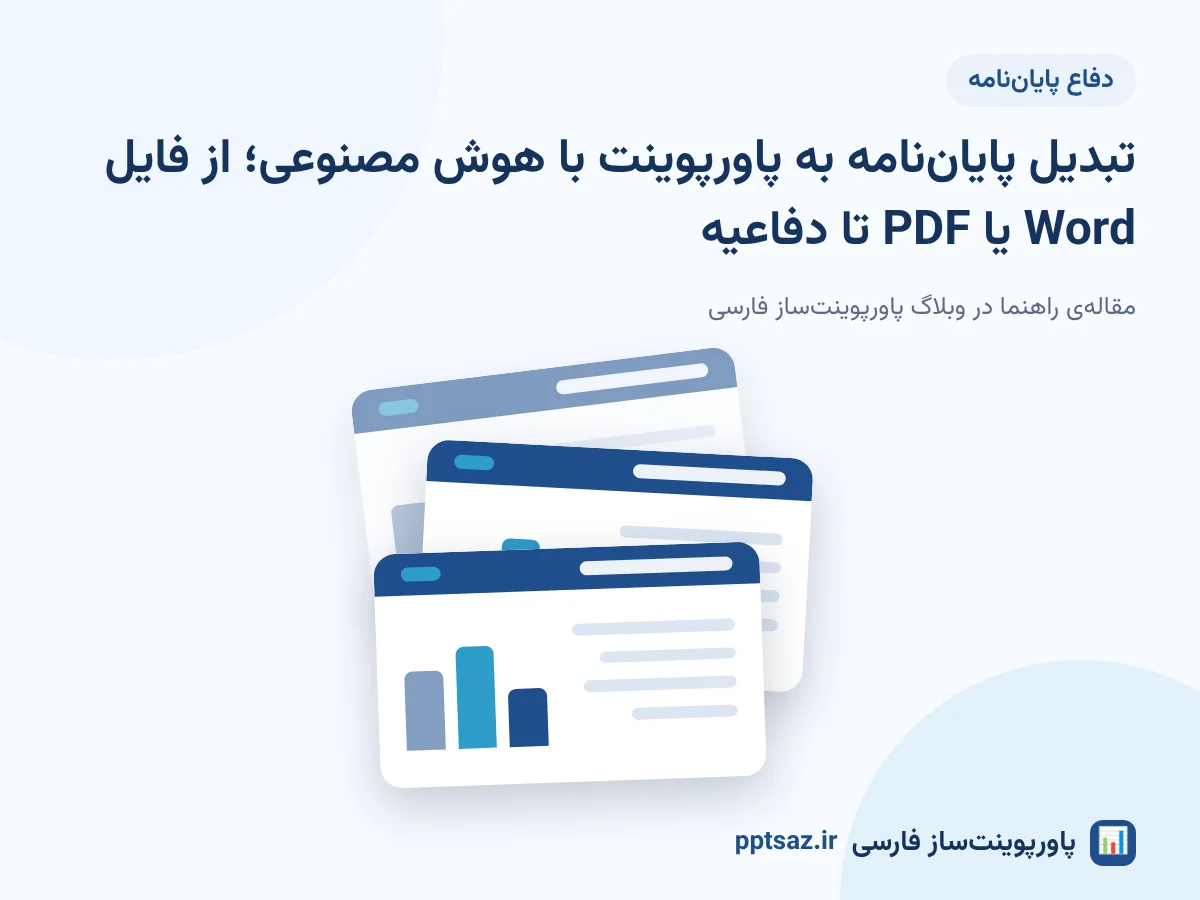 دفاع پایان‌نامه
تبدیل پایان‌نامه به پاورپوینت با هوش مصنوعی؛ از فایل
Word یا PDF تا دفاعیه
مقاله‌ی راهنما در وبلاگ پاورپوینت‌ساز فارسی
پاورپوینت‌ساز فارسی pptsaz.ir